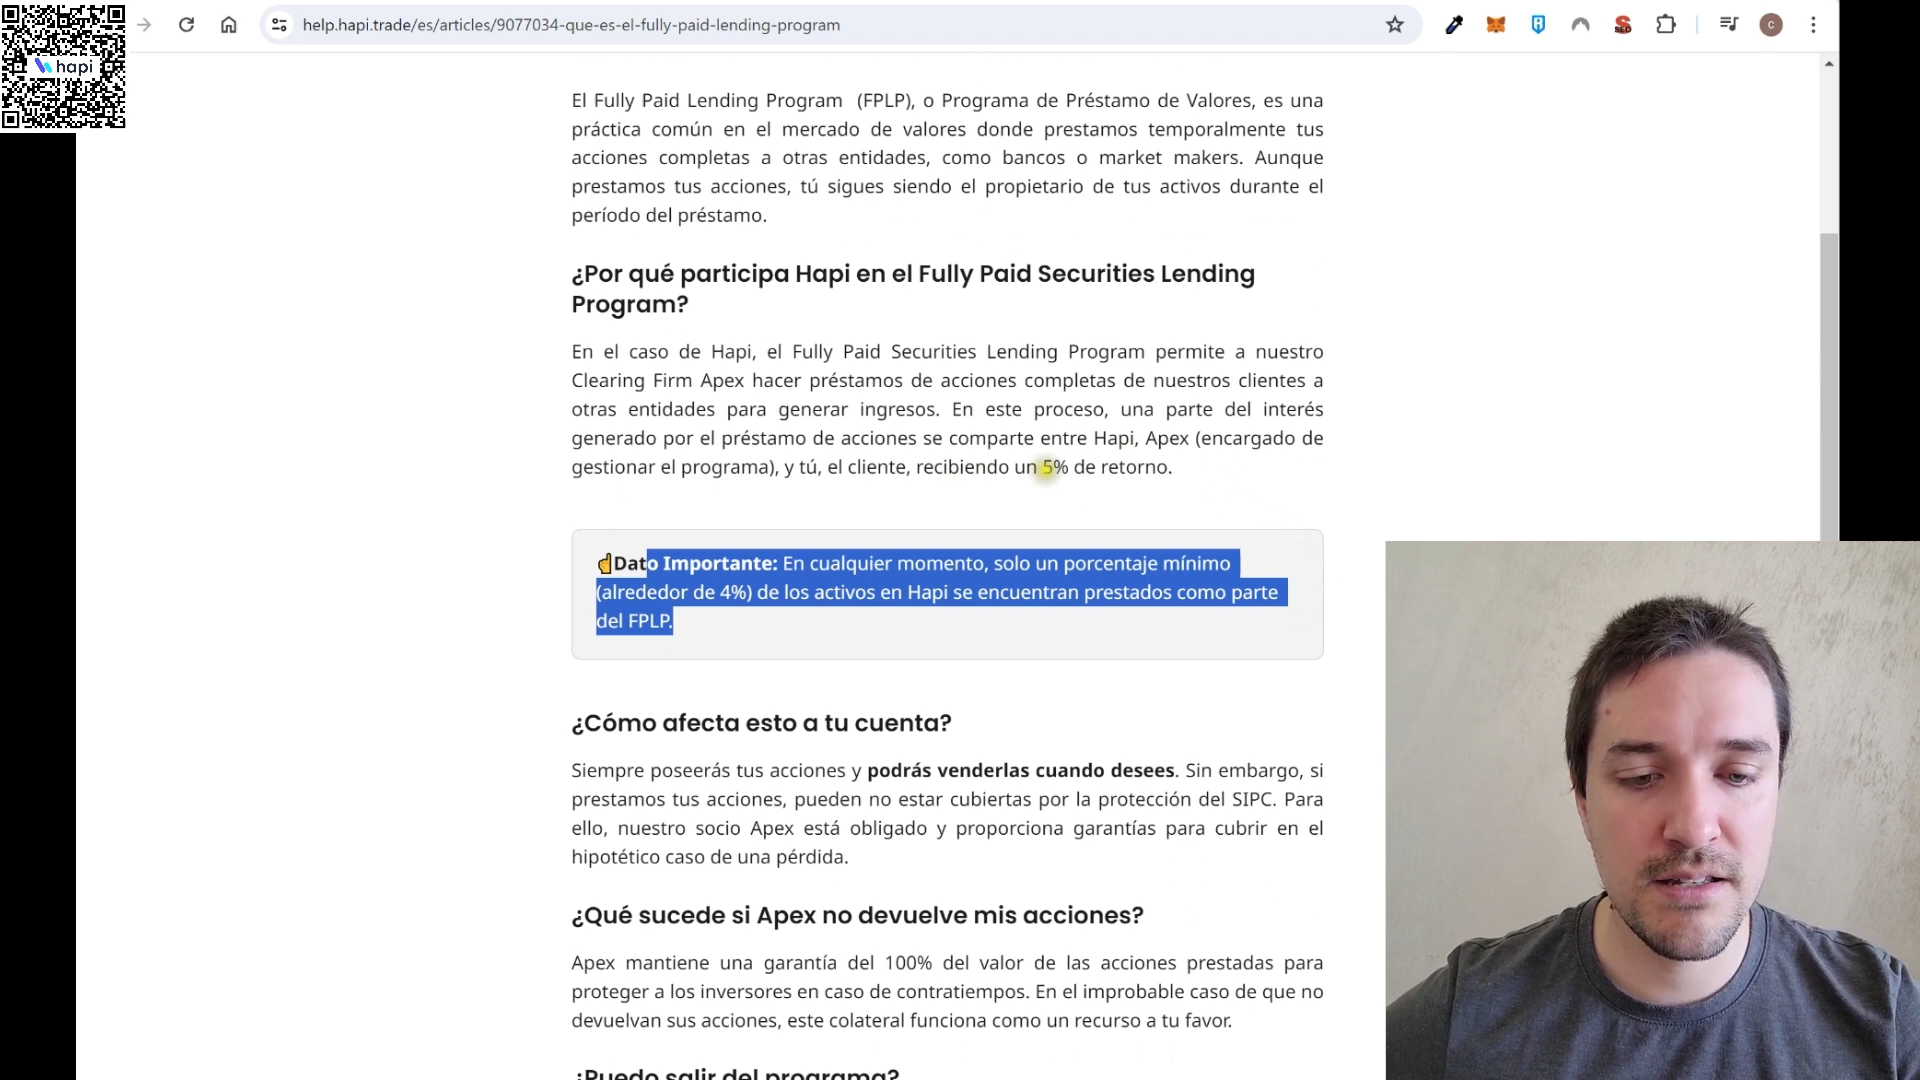 help.hapi.trade/es/articles/9077034-que-es-el-fully-paid-lending-program
SEO
C
hapi
El Fully Paid Lending Program (FPLP), o Programa de Préstamo de Valores, es una
práctica común en el mercado de valores donde prestamos temporalmente tus
acciones completas a otras entidades, como bancos o market makers. Aunque
prestamos tus acciones, tú sigues siendo el propietario de tus activos durante el
período del préstamo.
¿Por qué participa Hapi en el Fully Paid Securities Lending
Program?
En el caso de Hapi, el Fully Paid Securities Lending Program permite a nuestro
Clearing Firm Apex hacer préstamos de acciones completas de nuestros clientes a
otras entidades para generar ingresos. En este proceso, una parte del interés
generado por el préstamo de acciones se comparte entre Hapi, Apex (encargado de
gestionar el programa), y tú, el cliente, recibiendo un 5% de retorno.
☝Dato Importante: En cualquier momento, solo un porcentaje mínimo
(alrededor de 4%) de los activos en Hapi se encuentran prestados como parte
del FPLP.
¿Cómo afecta esto a tu cuenta?
Siempre poseerás tus acciones y podrás venderlas cuando desees. Sin embargo, si
prestamos tus acciones, pueden no estar cubiertas por la protección del SIPC. Para
ello, nuestro socio Apex está obligado y proporciona garantías para cubrir en el
hipotético caso de una pérdida.
¿Qué sucede si Apex no devuelve mis acciones?
Apex mantiene una garantía del 100% del valor de las acciones prestadas para
proteger a los inversores en caso de contratiempos. En el improbable caso de que no
devuelvan sus acciones, este colateral funciona como un recurso a tu favor.
¿Puedo salir del programa?